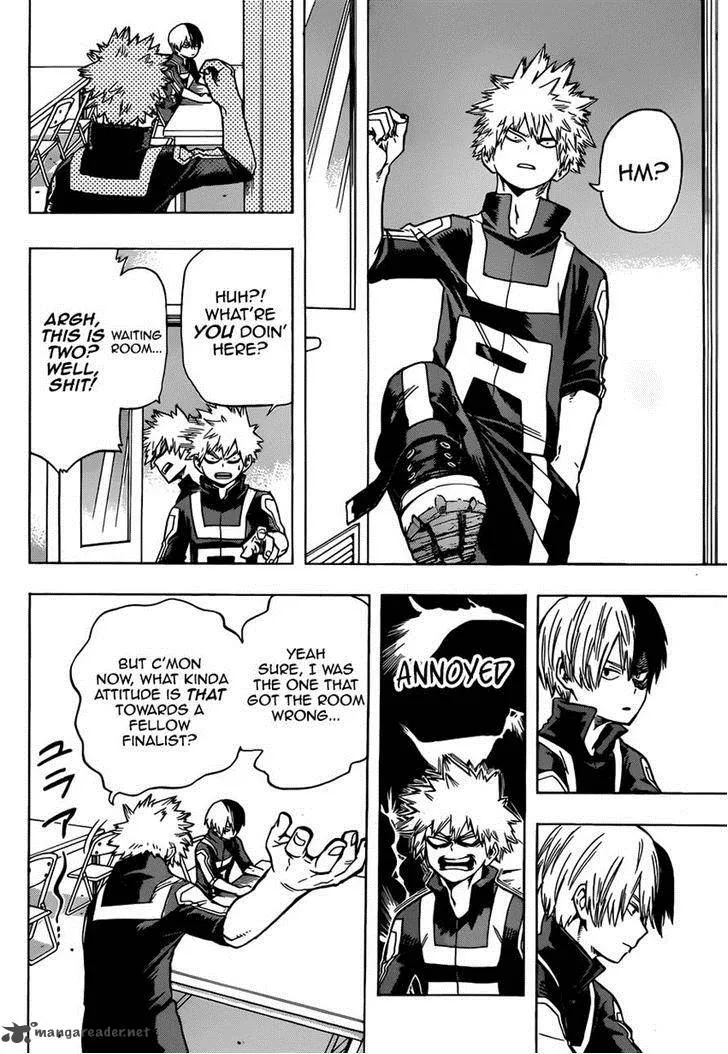 HM?
HUH?!
WHAT'RE
YOU DOIN'
HERE?
WAITING
ROOM...
ARGH,
THIS IS
TWO?
WELL,
SHIT!
ANNOYED
YEAH
SURE, I WAS
THE ONE THAT
GOT THE ROOM
WRONG...
BUT C'MON
NOW, WHAT KINDA
ATTITUDE IS THAT
TOWARDS A
FELLOW
FINALIST?
ユラァ
mangareader.net